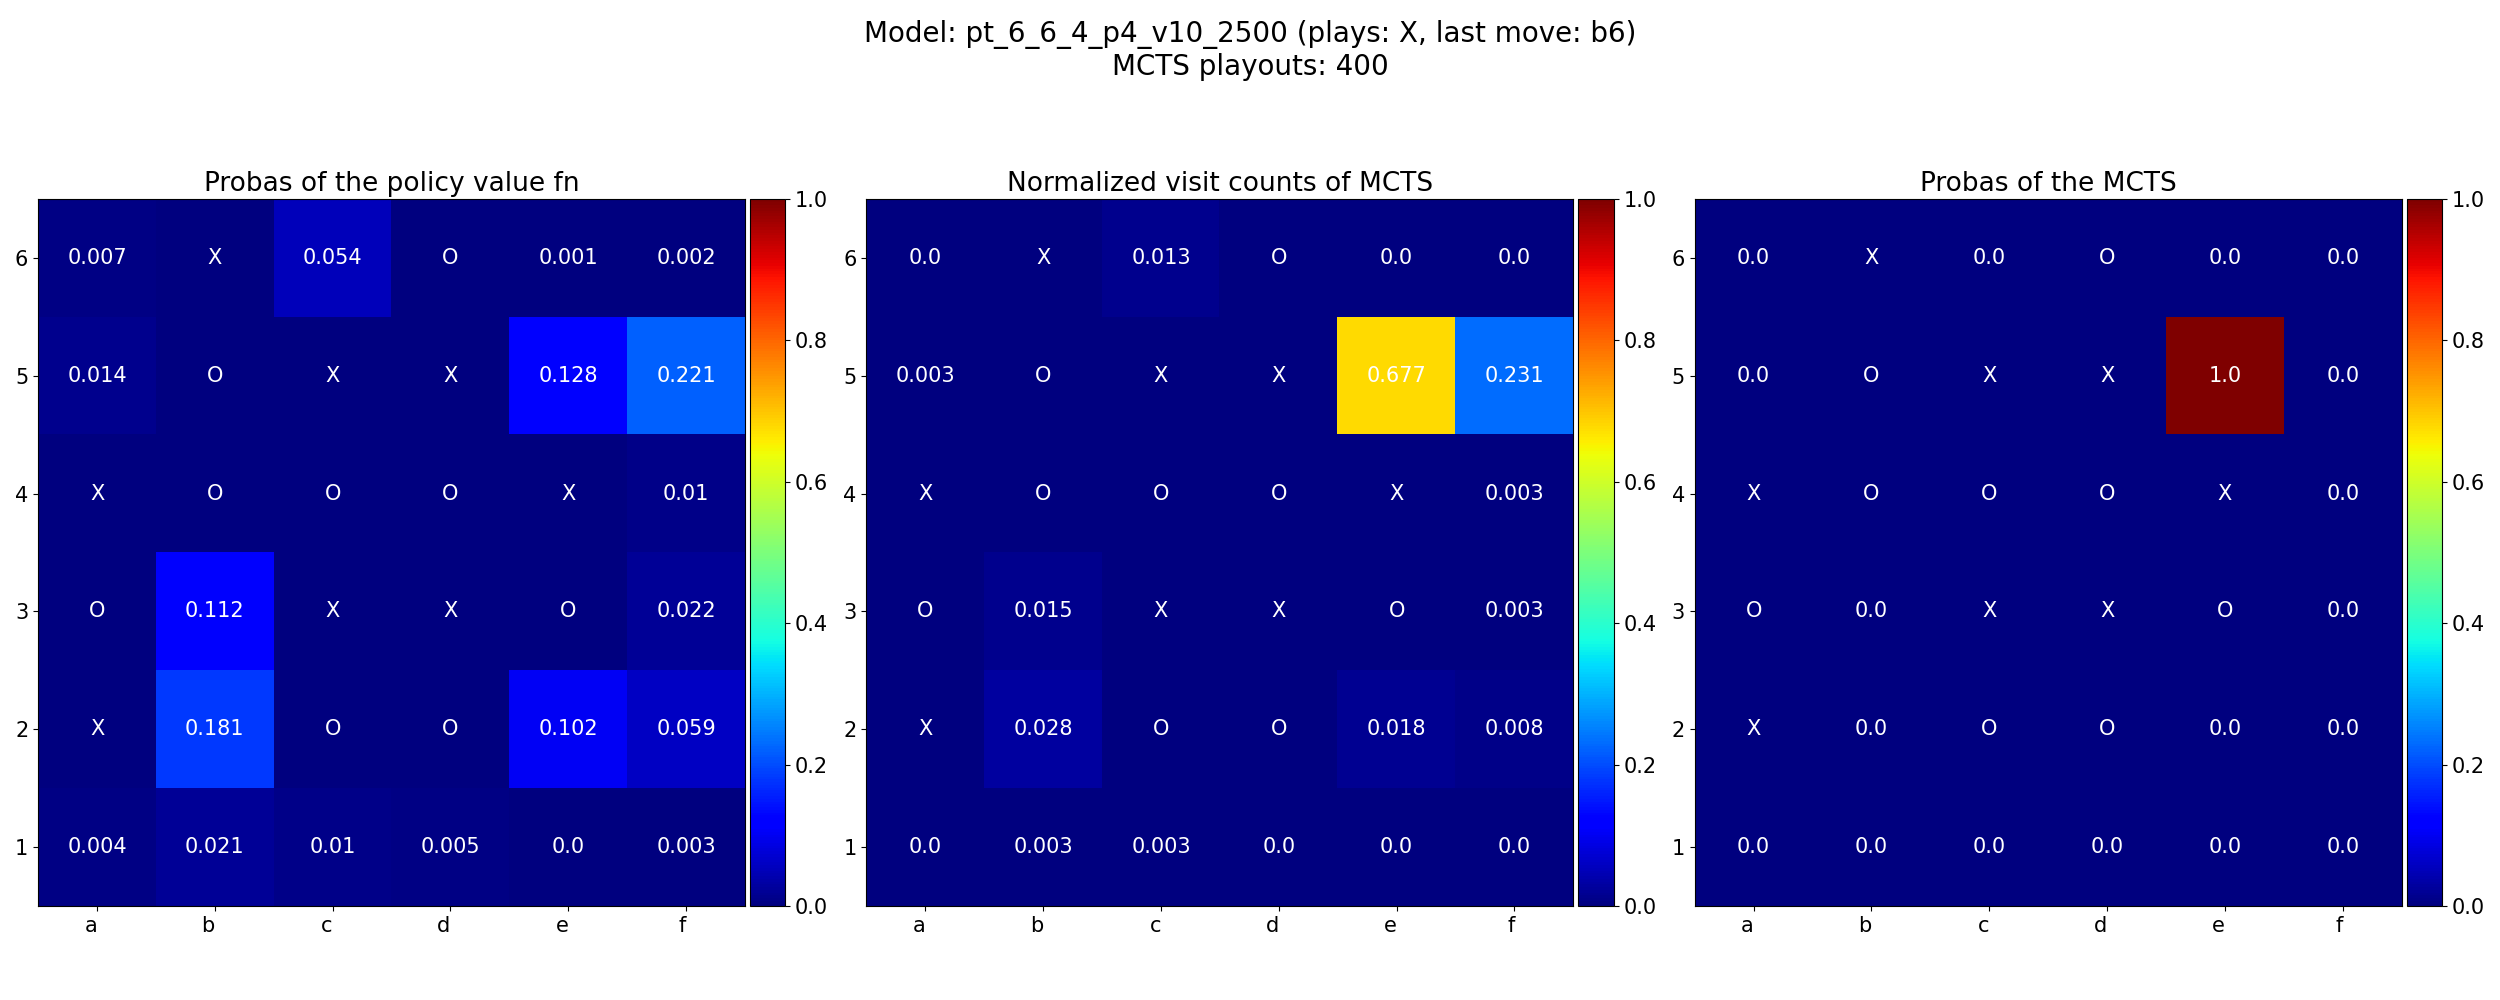 Model: pt_6_6_4_p4_v10_2500 (plays: X, last move: b6)
MCTS playouts: 400
Probas of the policy value fn
6 0.007 X 0.054 O 0.001 0.002
5 0.014 O X X 0.128 0.221
4 X O O O X 0.01
3 O 0.112 X X O 0.022
2 X 0.181 O O 0.102 0.059
1 0.004 0.021 0.01 0.005 0.0 0.003
a b c d e f
1.0
0.8
0.6
0.4
0.2
0.0
Normalized visit counts of MCTS
6 0.0 X 0.013 O 0.0 0.0
5 0.003 O X X 0.677 0.231
4 X O O O X 0.003
3 O 0.015 X X O 0.003
2 X 0.028 O O 0.018 0.008
1 0.0 0.003 0.003 0.0 0.0 0.0
a b c d e f
1.0
0.8
0.6
0.4
0.2
0.0
Probas of the MCTS
6 0.0 X 0.0 O 0.0 0.0
5 0.0 O X X 1.0 0.0
4 X O O O X 0.0
3 O 0.0 X X O 0.0
2 X 0.0 O O 0.0 0.0
1 0.0 0.0 0.0 0.0 0.0 0.0
a b c d e f
1.0
0.8
0.6
0.4
0.2
0.0